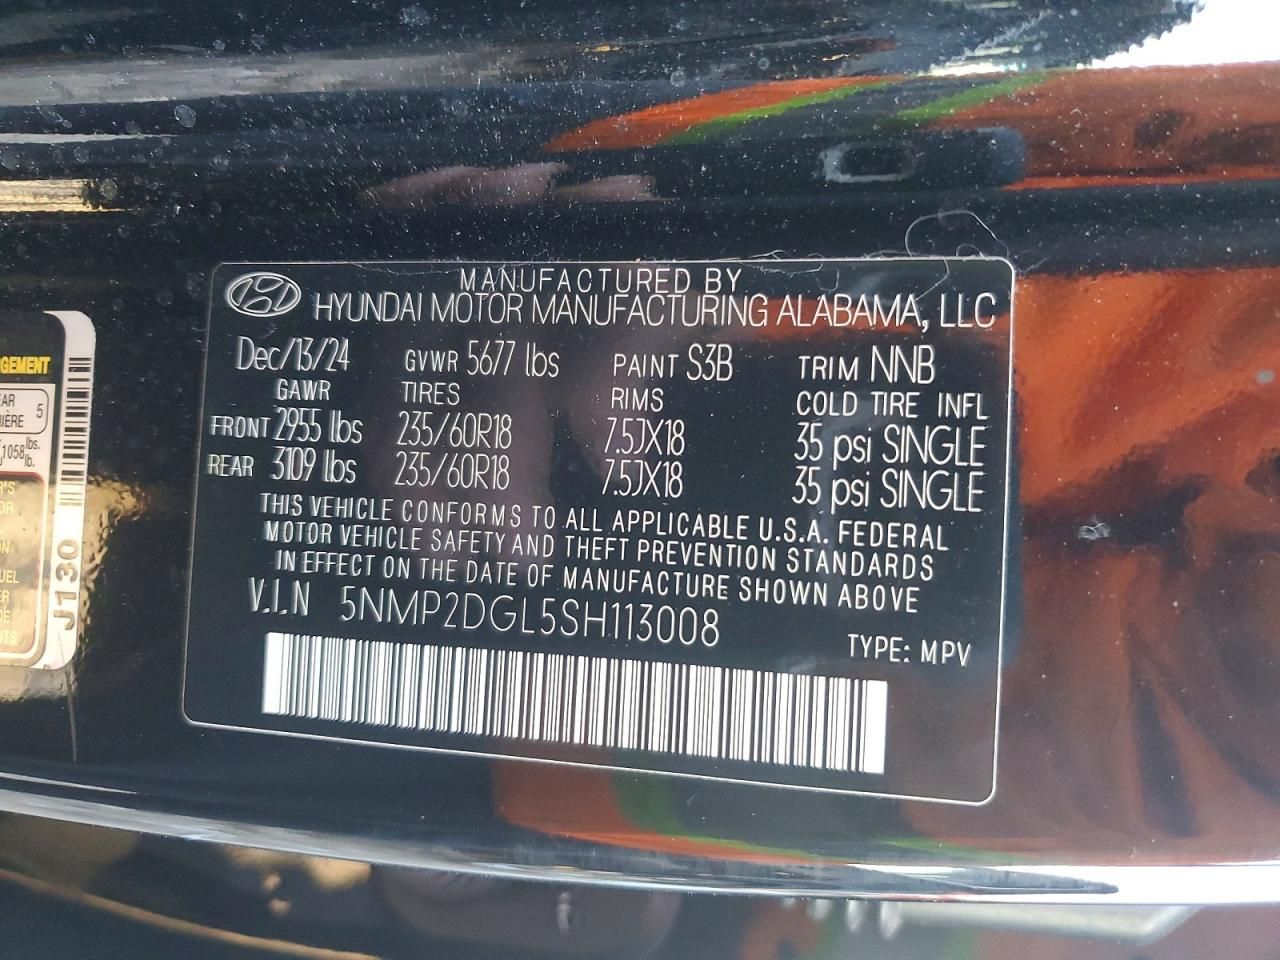 MANUFACTURED BY
HYUNDAI MOTOR MANUFACTURING ALABAMA, LLC
Dec/13/24 GVWR 5677 lbs PAINT S3B TRIM NNB
GAWR TIRES RIMS COLD TIRE INFL
FRONT 2955 lbs 235/60R18 7.5JX18 35 psi SINGLE
REAR 3109 lbs 235/60R18 7.5JX18 35 psi SINGLE
THIS VEHICLE CONFORMS TO ALL APPLICABLE U.S.A. FEDERAL
MOTOR VEHICLE SAFETY AND THEFT PREVENTION STANDARDS
IN EFFECT ON THE DATE OF MANUFACTURE SHOWN ABOVE
V.I.N 5NMP2DGL5SH113008
TYPE: MPV
5
1058 lbs.
J130